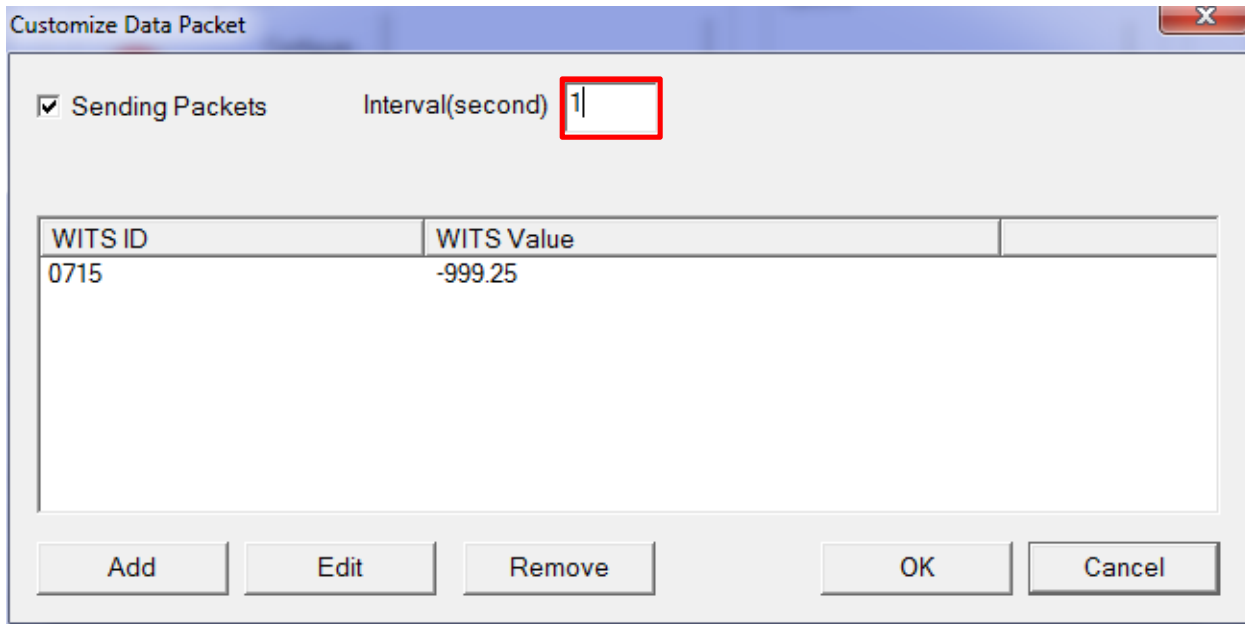 Customize Data Packet
Sending Packets Interval(second) 1
WITS ID WITS Value
0715 -999.25
Add Edit Remove OK Cancel